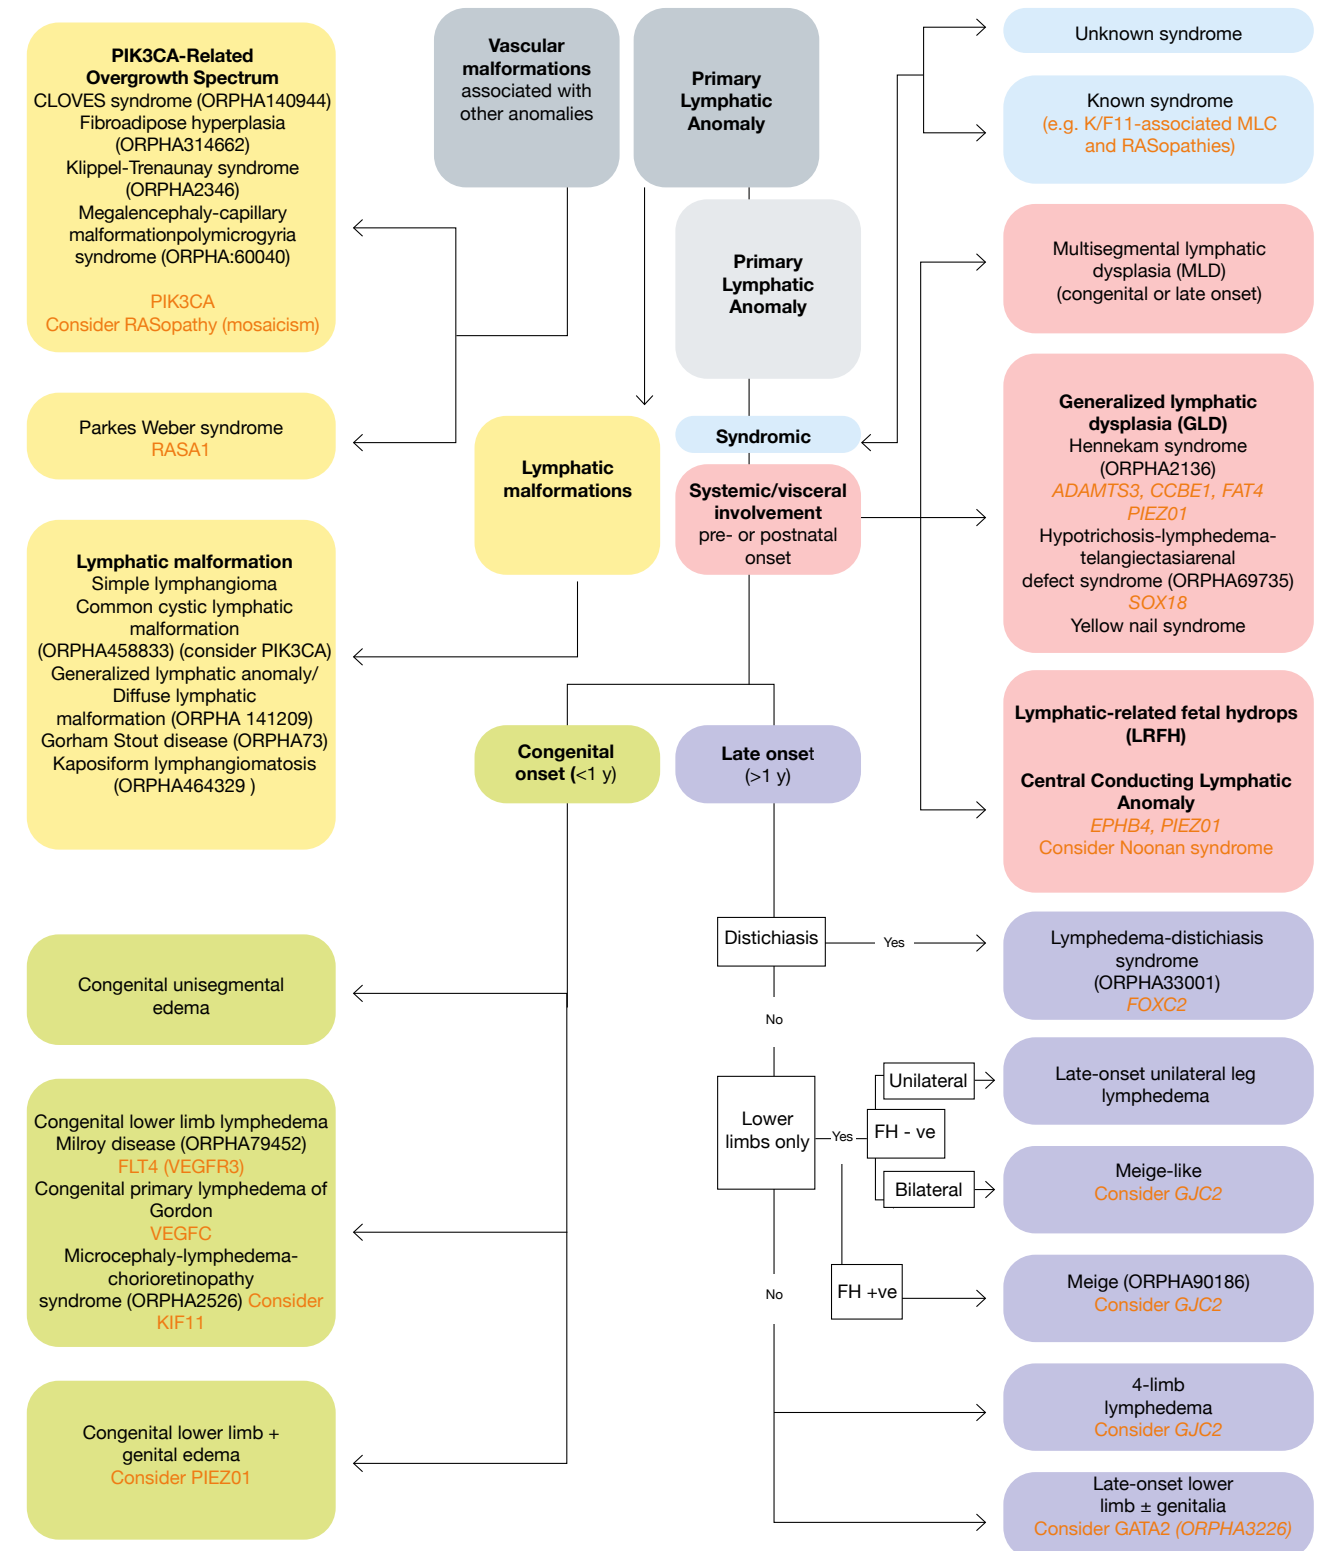 PIK3CA-Related
Overgrowth Spectrum
CLOVES syndrome (ORPHA140944)
Fibroadipose hyperplasia
(ORPHA314662)
Klippel-Trenaunay syndrome
(ORPHA2346)
Megalencephaly-capillary
malformationpolymicrogyria
syndrome (ORPHA:60040)
PIK3CA
Consider RASopathy (mosaicism)
Parkes Weber syndrome
RASA1
Lymphatic malformation
Simple lymphangioma
Common cystic lymphatic
malformation
(ORPHA458833) (consider PIK3CA)
Generalized lymphatic anomaly/
Diffuse lymphatic
malformation (ORPHA 141209)
Gorham Stout disease (ORPHA73)
Kaposiform lymphangiomatosis
(ORPHA464329 )
Congenital unisegmental
edema
Congenital lower limb lymphedema
Milroy disease (ORPHA79452)
FLT4 (VEGFR3)
Congenital primary lymphedema of
Gordon
VEGFC
Microcephaly-lymphedema-
chorioretinopathy
syndrome (ORPHA2526) Consider
KIF11
Congenital lower limb +
genital edema
Consider PIEZ01
Vascular
malformations
associated with
other anomalies
Primary
Lymphatic
Anomaly
Primary
Lymphatic
Anomaly
Lymphatic
malformations
Syndromic
Systemic/visceral
involvement
pre- or postnatal
onset
Congenital
onset (<1 y)
Late onset
(>1 y)
Distichiasis
Yes
No
Lower
limbs only
Yes
Unilateral
FH - ve
Bilateral
FH +ve
No
Unknown syndrome
Known syndrome
(e.g. K/F11-associated MLC
and RASopathies)
Multisegmental lymphatic
dysplasia (MLD)
(congenital or late onset)
Generalized lymphatic
dysplasia (GLD)
Hennekam syndrome
(ORPHA2136)
ADAMTS3, CCBE1, FAT4
PIEZ01
Hypotrichosis-lymphedema-
telangiectasiarenal
defect syndrome (ORPHA69735)
SOX18
Yellow nail syndrome
Lymphatic-related fetal hydrops
(LRFH)
Central Conducting Lymphatic
Anomaly
EPHB4, PIEZ01
Consider Noonan syndrome
Lymphedema-distichiasis
syndrome
(ORPHA33001)
FOXC2
Late-onset unilateral leg
lymphedema
Meige-like
Consider GJC2
Meige (ORPHA90186)
Consider GJC2
4-limb
lymphedema
Consider GJC2
Late-onset lower
limb ± genitalia
Consider GATA2 (ORPHA3226)